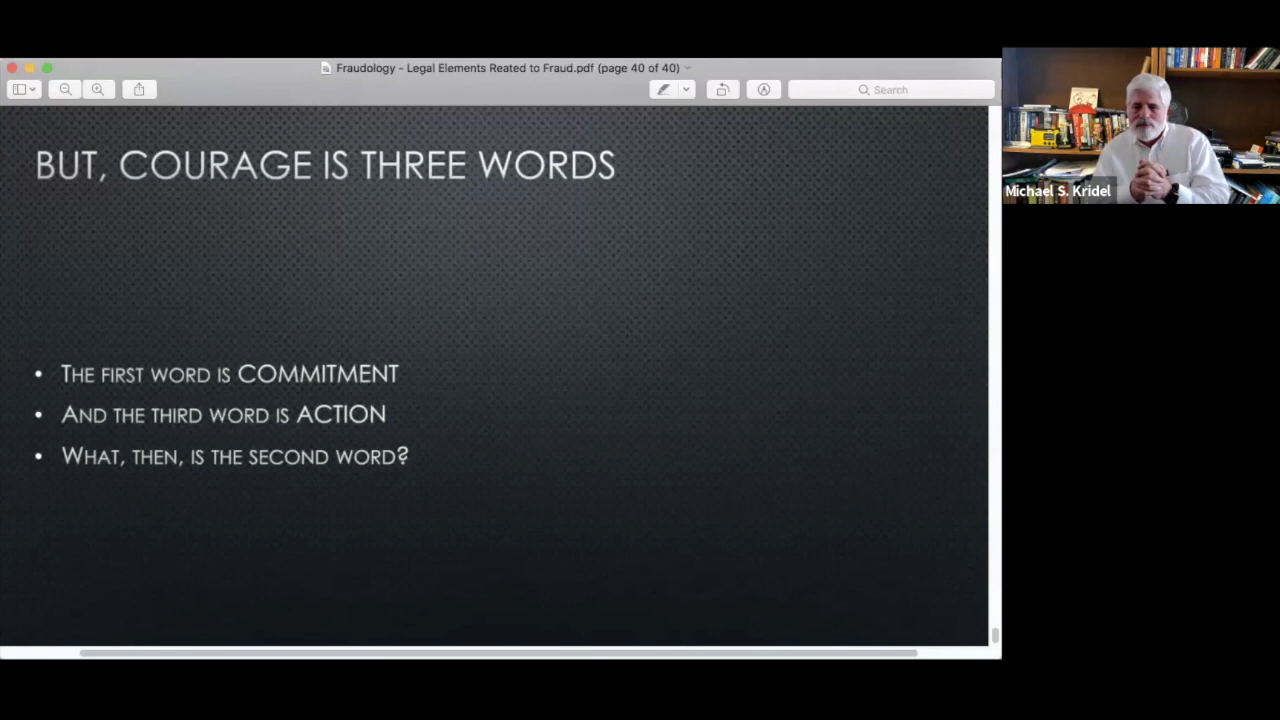 Fraudology - Legal Elements Reated to Fraud.pdf (page 40 of 40)
Search
BUT, COURAGE IS THREE WORDS
• THE FIRST WORD IS COMMITMENT
• AND THE THIRD WORD IS ACTION
• WHAT, THEN, IS THE SECOND WORD?
Michael S. Kridel